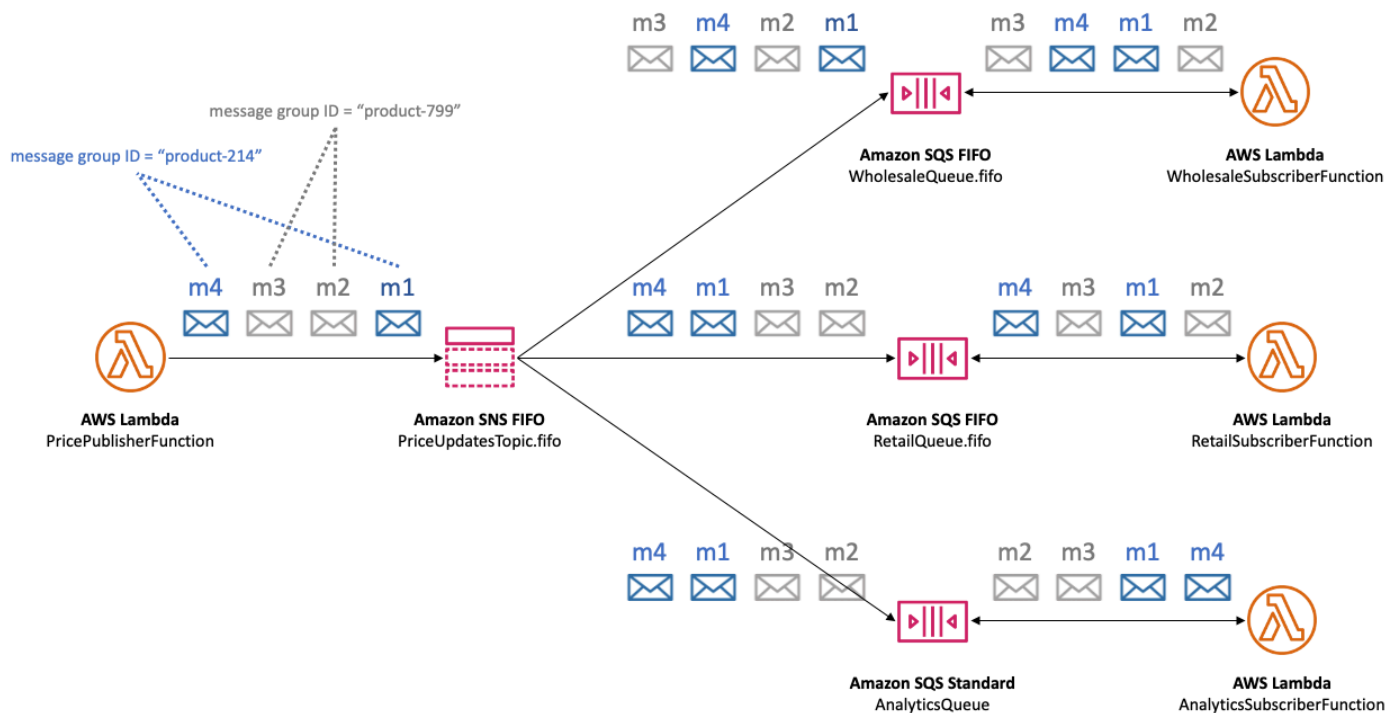 m3 m4 m2 m1
m3 m4 m1 m2
message group ID = “product-799”
message group ID = “product-214”
Amazon SQS FIFO
WholesaleQueue.fifo
AWS Lambda
WholesaleSubscriberFunction
m4 m3 m2 m1
m4 m1 m3 m2
m4 m3 m1 m2
AWS Lambda
PricePublisherFunction
Amazon SNS FIFO
PriceUpdatesTopic.fifo
Amazon SQS FIFO
RetailQueue.fifo
AWS Lambda
RetailSubscriberFunction
m4 m1 m3 m2
m2 m3 m1 m4
Amazon SQS Standard
AnalyticsQueue
AWS Lambda
AnalyticsSubscriberFunction